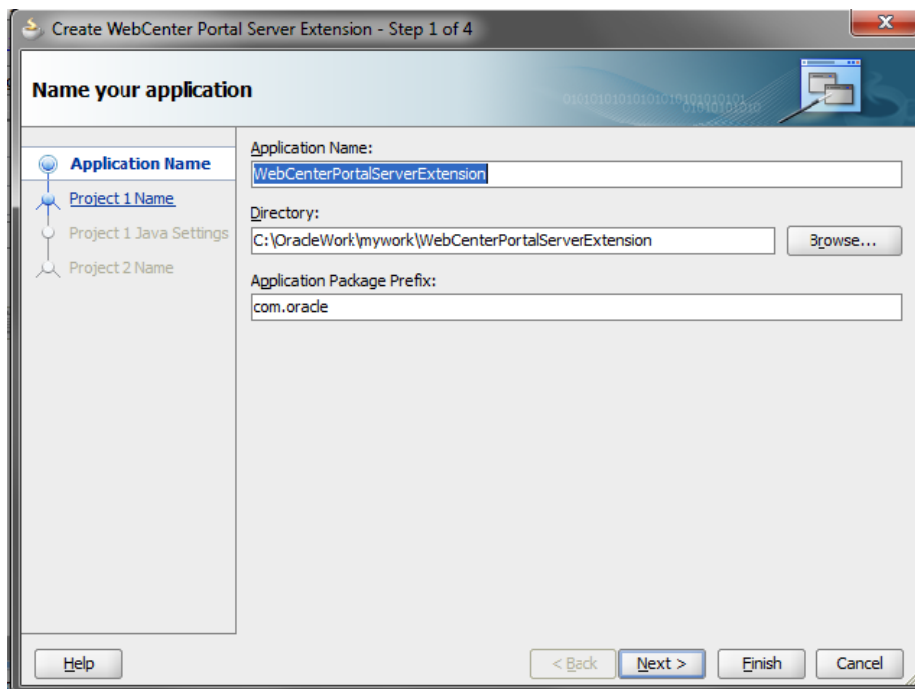 Create WebCenter Portal Server Extension - Step 1 of 4
Name your application
Application Name
Project 1 Name
Project 1 Java Settings
Project 2 Name
Application Name:
WebCenterPortalServerExtension
Directory:
C:\OracleWork\mywork\WebCenterPortalServerExtension
Browse...
Application Package Prefix:
com.oracle
Help
< Back
Next >
Finish
Cancel